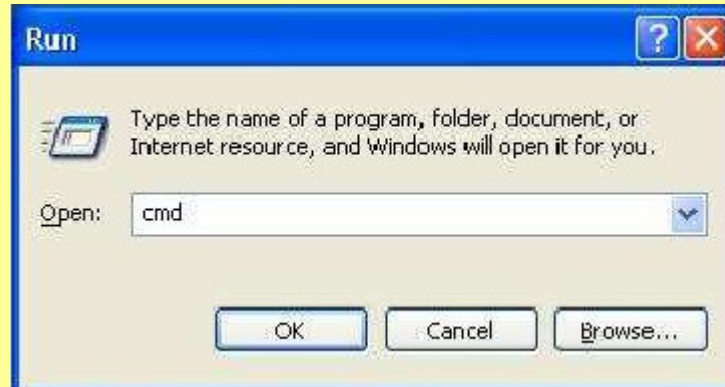 Run
Type the name of a program, folder, document, or
Internet resource, and Windows will open it for you.
Open: cmd
OK Cancel Browse...